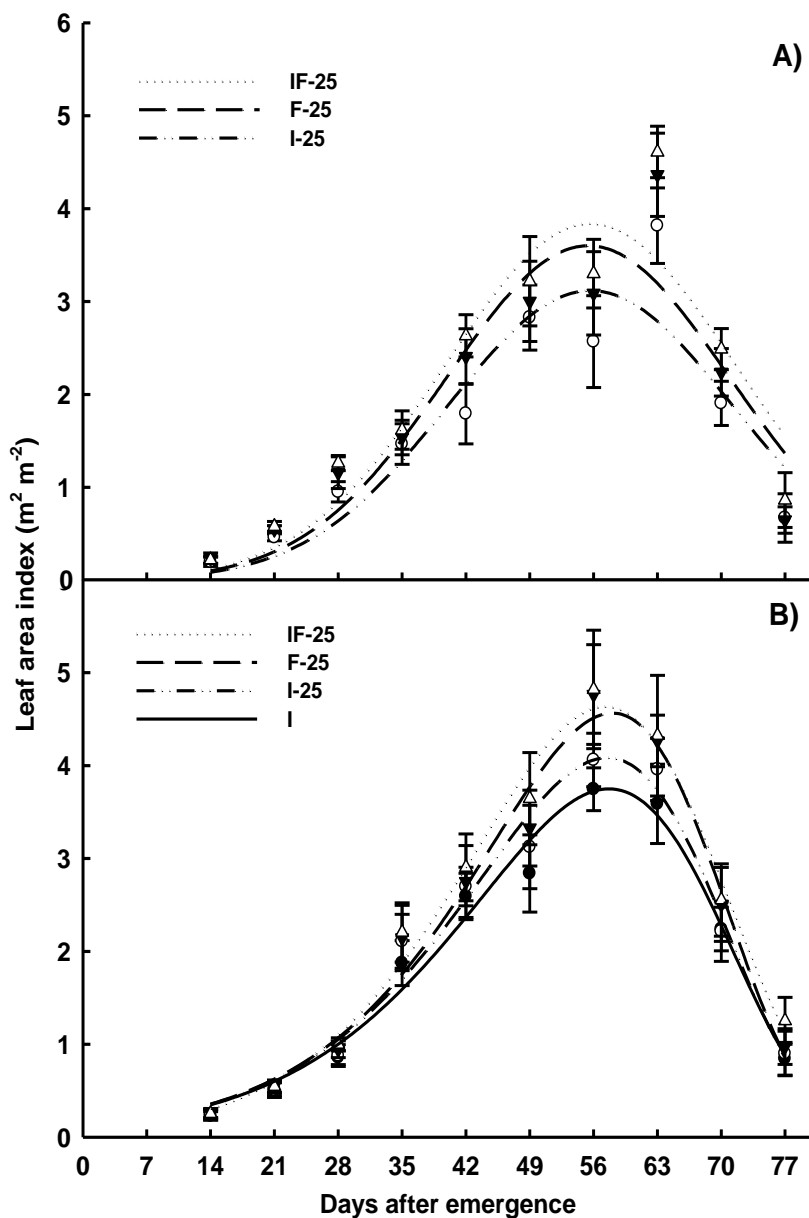 6
A)
IF-25
F-25
I-25
5
4
3
2
1
0
B)
IF-25
F-25
I-25
I
5
4
3
2
1
0
Leaf area index (m² m⁻²)
0 7 14 21 28 35 42 49 56 63 70 77
Days after emergence